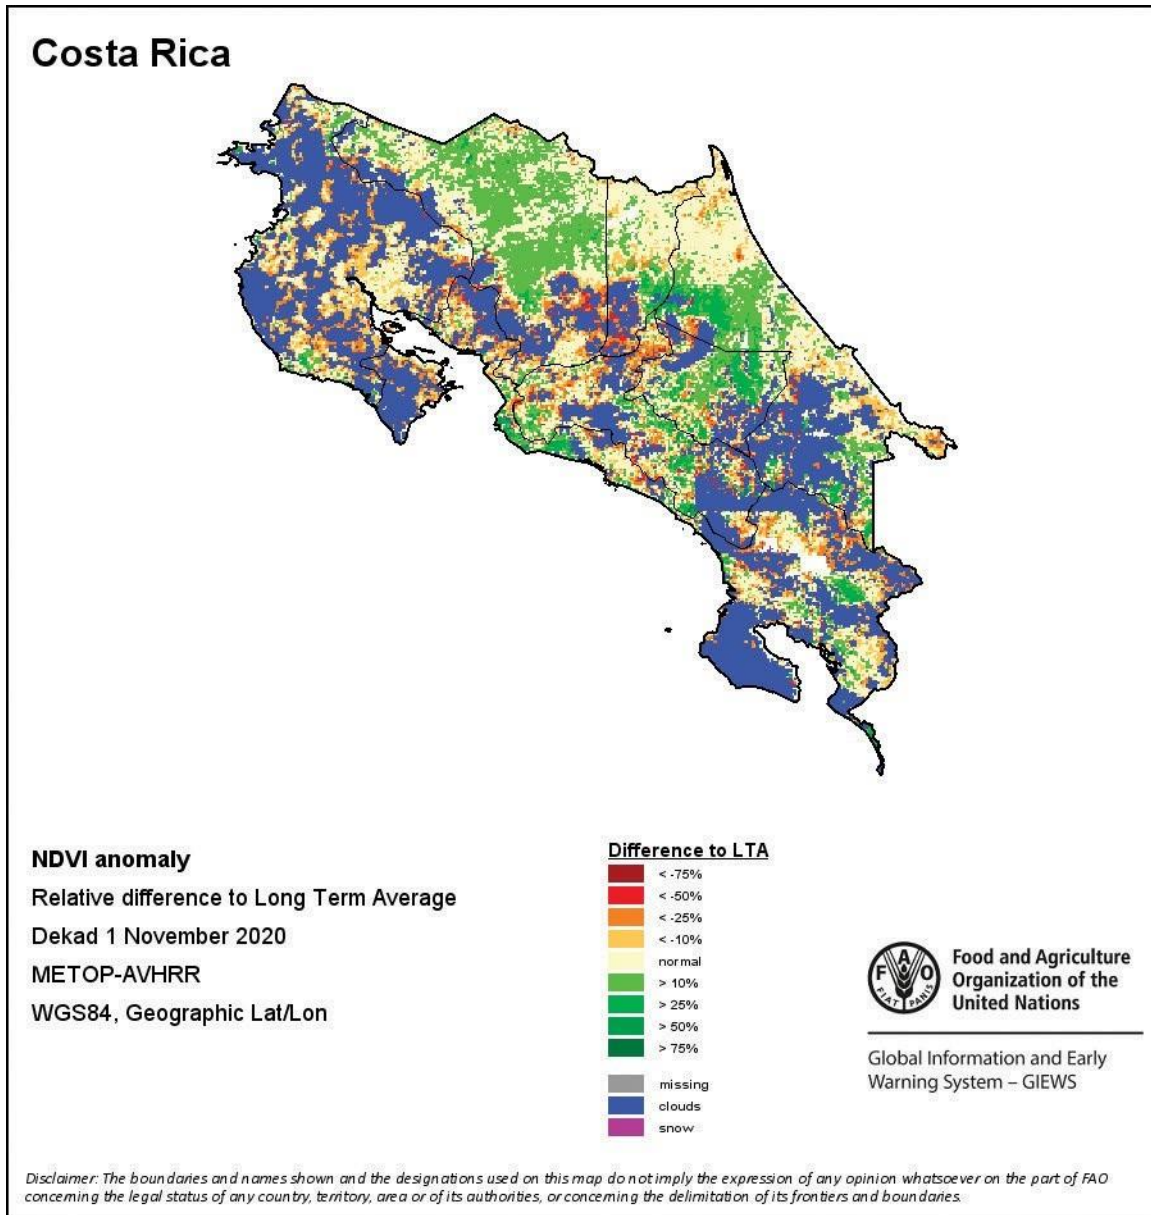 Costa Rica
NDVI anomaly
Relative difference to Long Term Average
Dekad 1 November 2020
METOP-AVHRR
WGS84, Geographic Lat/Lon
Difference to LTA
< -75%
< -50%
< -25%
< -10%
normal
> 10%
> 25%
> 50%
> 75%
missing
clouds
snow
F A O
FIAT PANIS
Food and Agriculture
Organization of the
United Nations
Global Information and Early
Warning System – GIEWS
Disclaimer: The boundaries and names shown and the designations used on this map do not imply the expression of any opinion whatsoever on the part of FAO
concerning the legal status of any country, territory, area or of its authorities, or concerning the delimitation of its frontiers and boundaries.